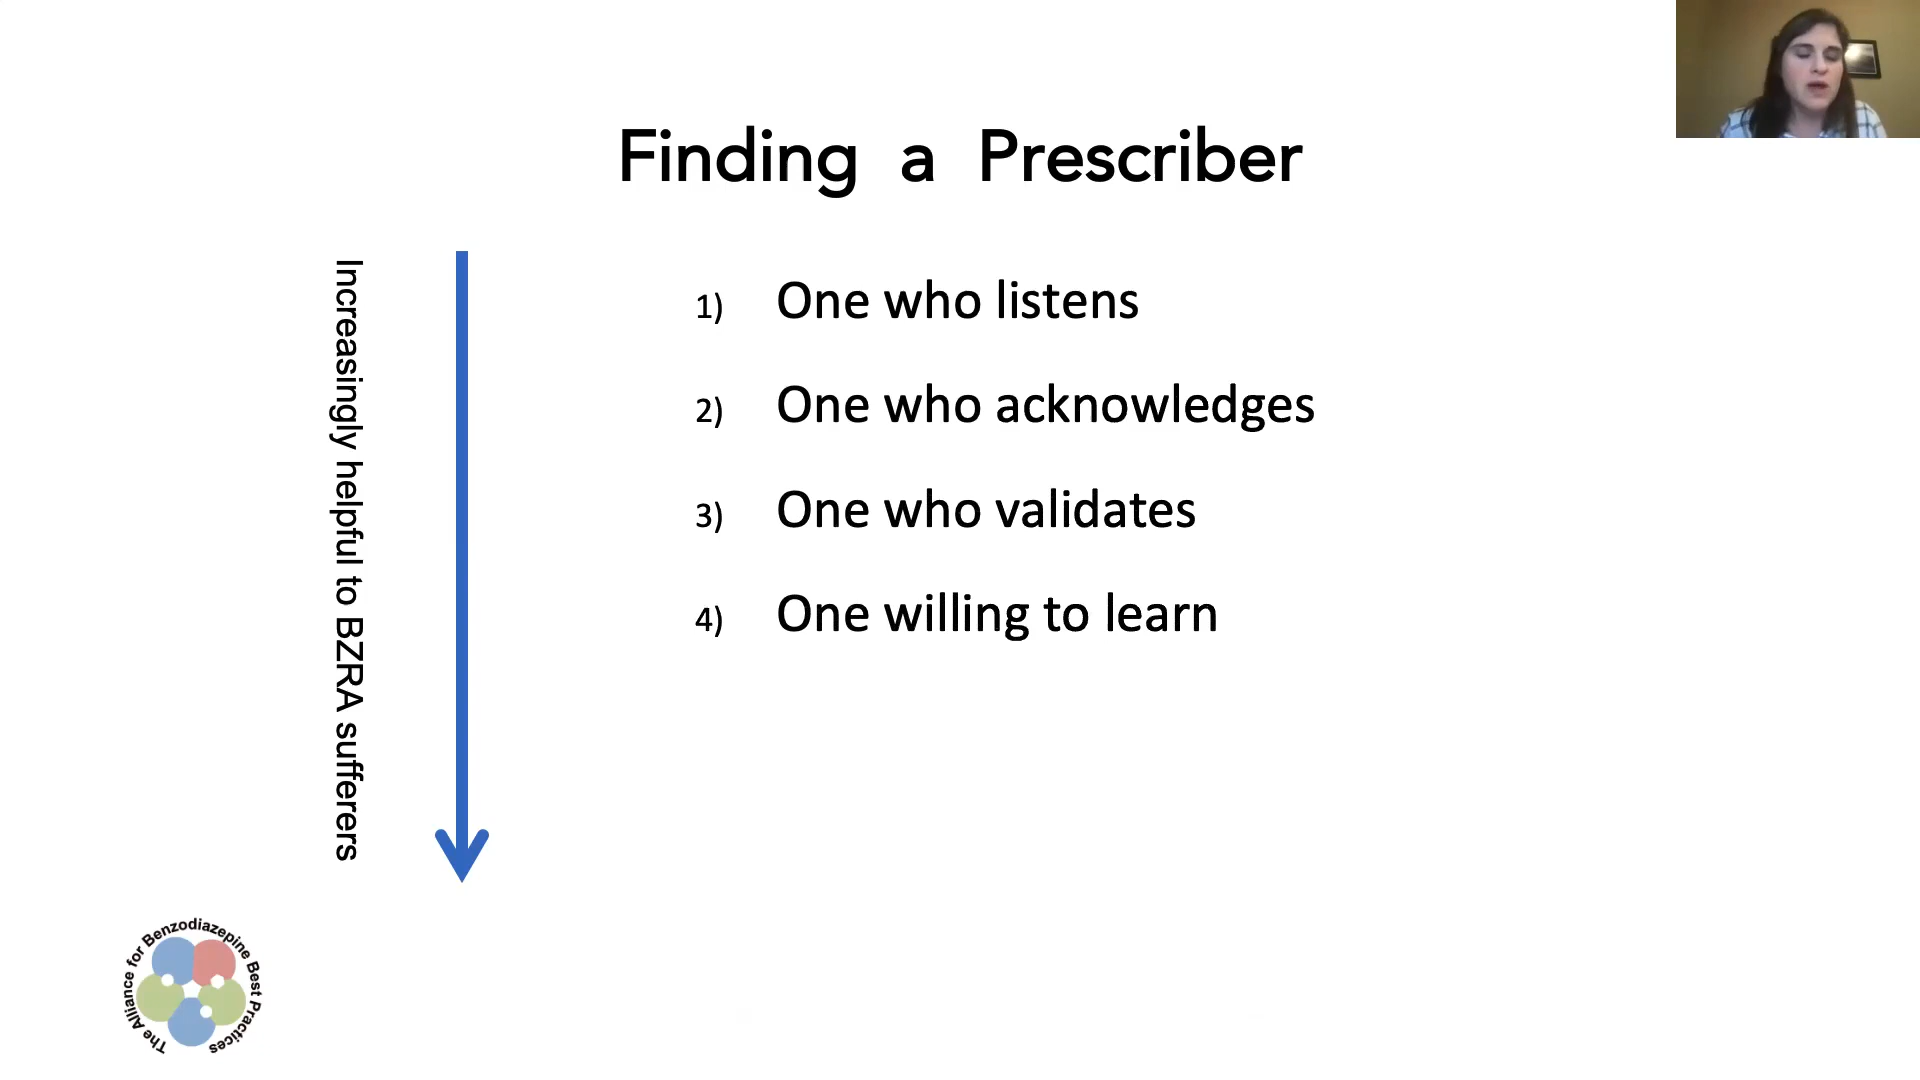 Finding a Prescriber
Increasingly helpful to BZRA sufferers
1) One who listens
2) One who acknowledges
3) One who validates
4) One willing to learn
The Alliance for Benzodiazepine Best Practices